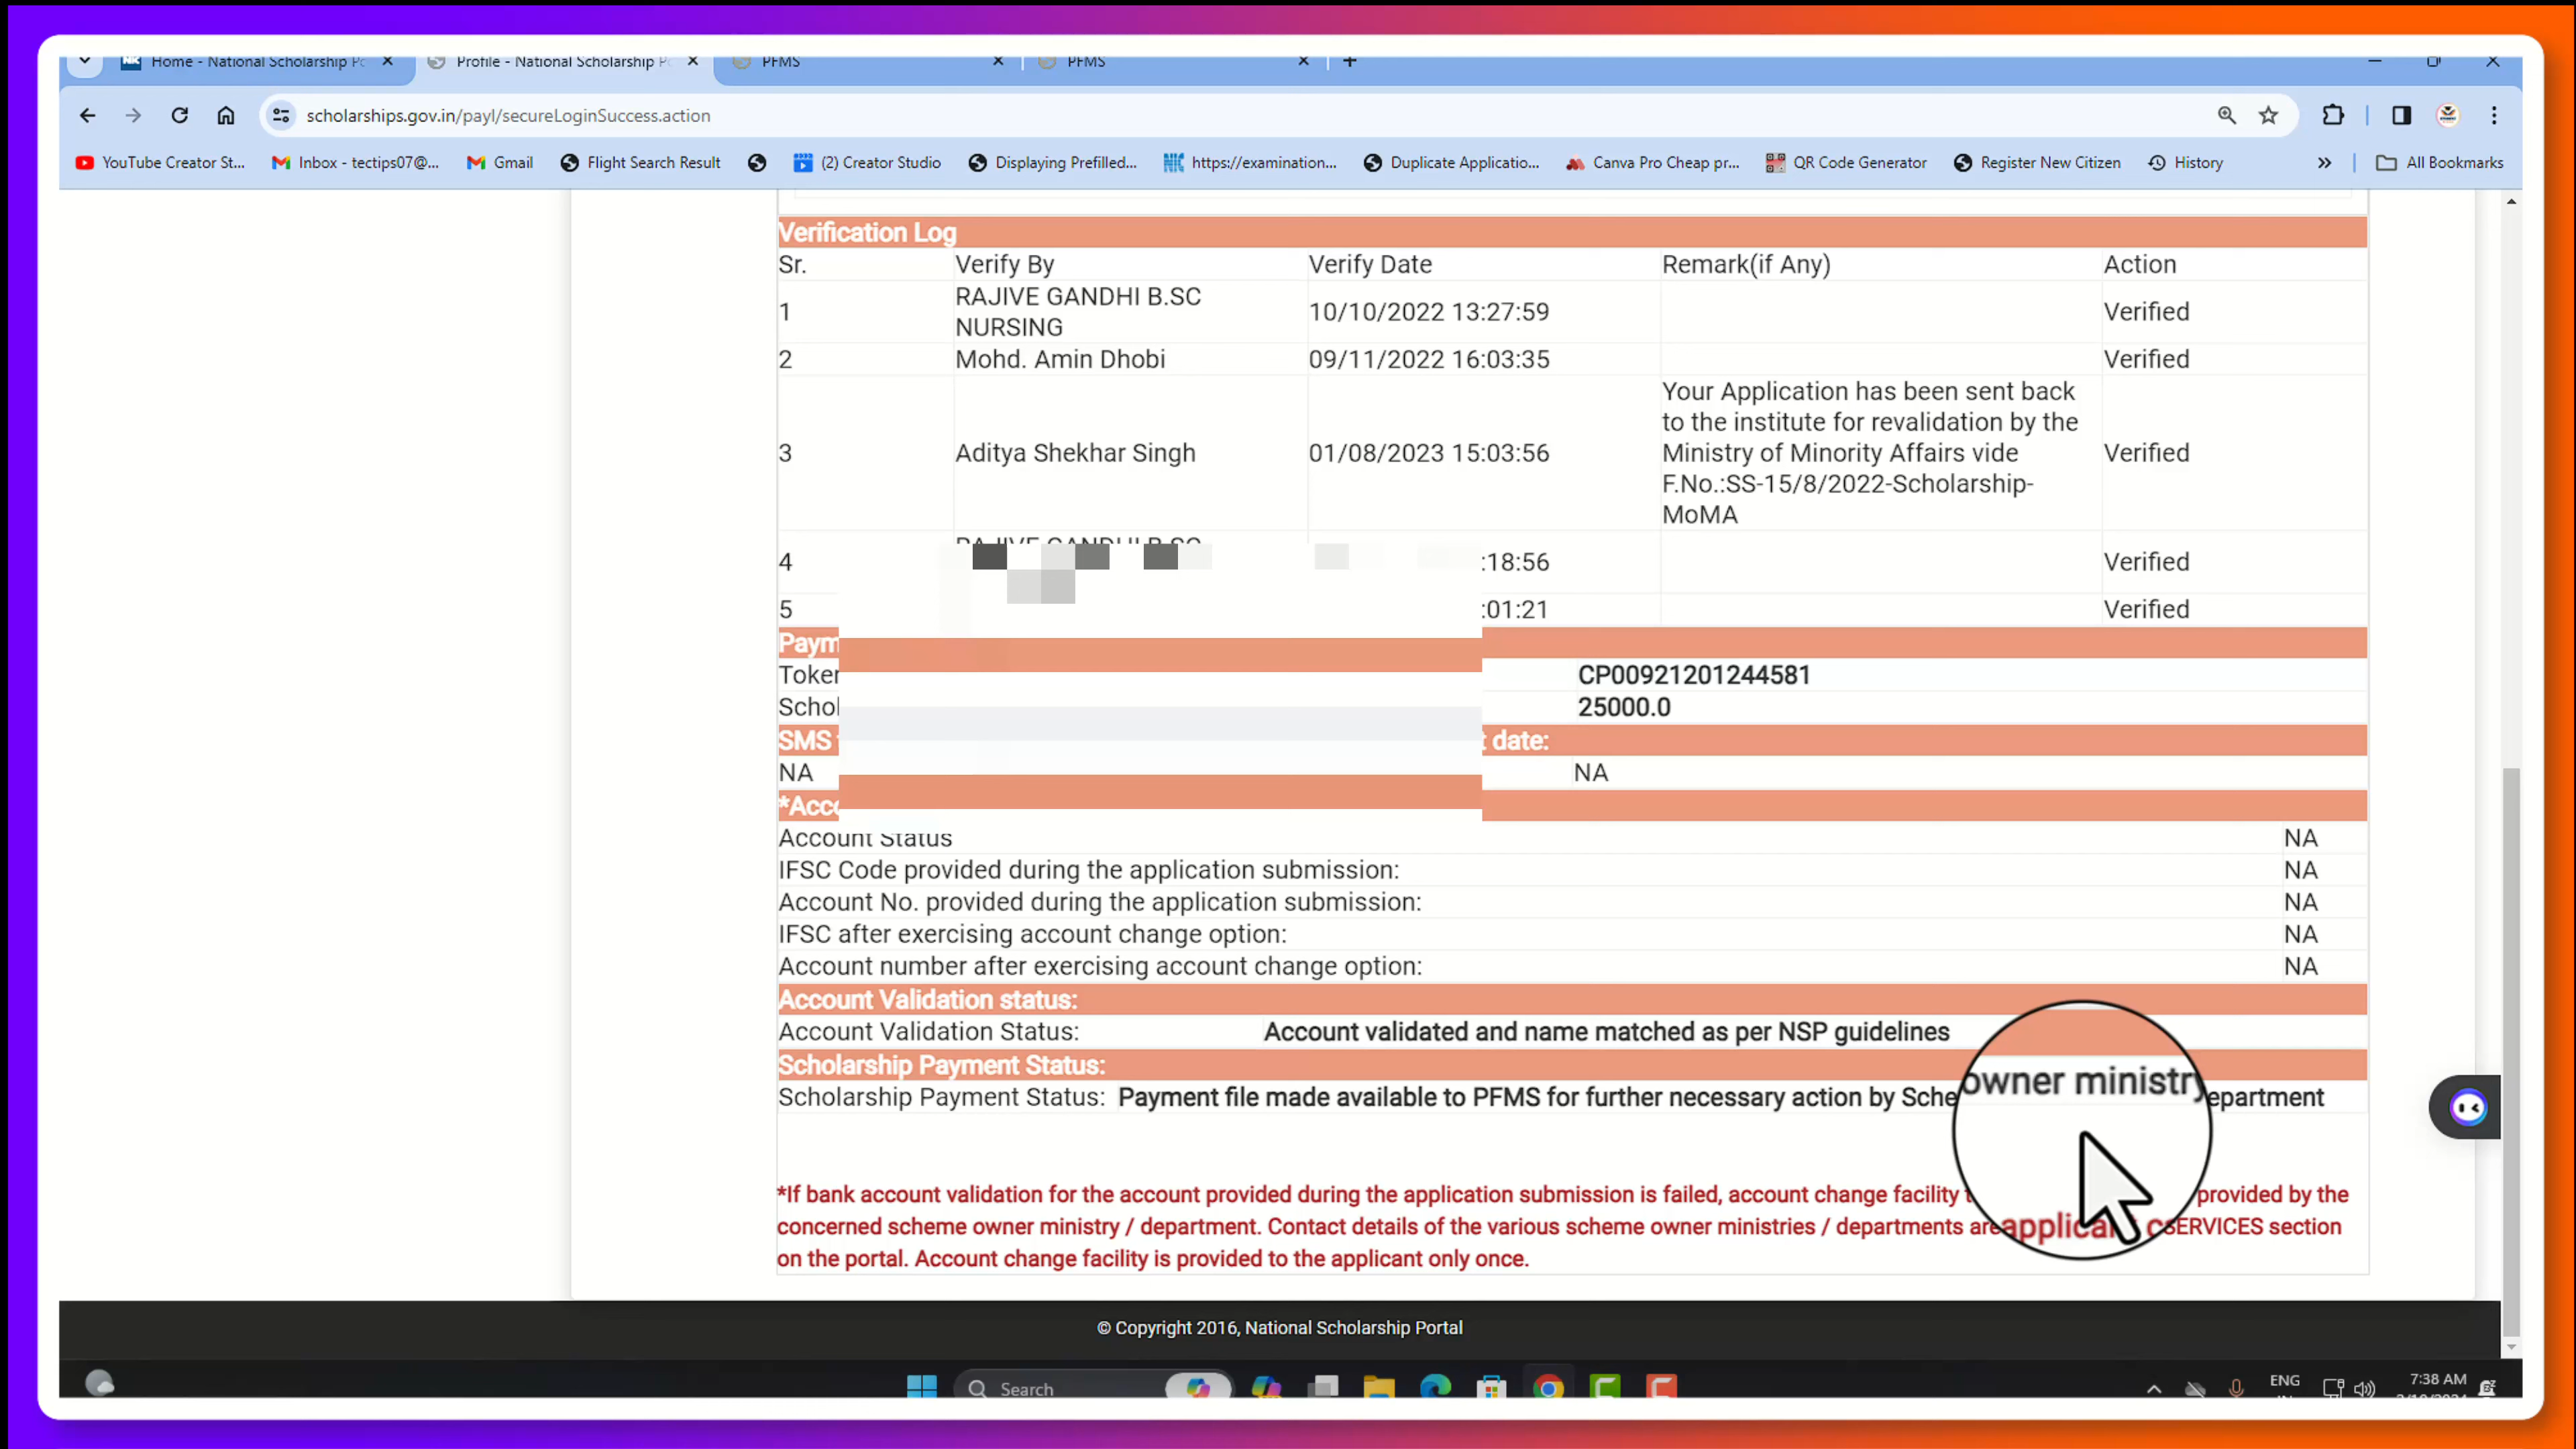 Home - National Scholarship Po
Profile - National Scholarship Po
PFMS
PFMS
scholarships.gov.in/payl/secureLoginSuccess.action
YouTube Creator St...
Inbox - tectips07@...
Gmail
Flight Search Result
(2) Creator Studio
Displaying Prefilled...
https://examination...
Duplicate Applicatio...
Canva Pro Cheap pr...
QR Code Generator
Register New Citizen
History
All Bookmarks
Verification Log
Sr. Verify By Verify Date Remark(if Any) Action
1 RAJIVE GANDHI B.SC NURSING 10/10/2022 13:27:59 Verified
2 Mohd. Amin Dhobi 09/11/2022 16:03:35 Verified
3 Aditya Shekhar Singh 01/08/2023 15:03:56 Verified
Your Application has been sent back
to the institute for revalidation by the
Ministry of Minority Affairs vide
F.No.:SS-15/8/2022-Scholarship-
MoMA
4 :18:56 Verified
5 :01:21 Verified
Paym
Token CP00921201244581
Schol 25000.0
SMS t date:
NA NA
*Acco
Account Status NA
IFSC Code provided during the application submission: NA
Account No. provided during the application submission: NA
IFSC after exercising account change option: NA
Account number after exercising account change option: NA
Account Validation status:
Account Validation Status: Account validated and name matched as per NSP guidelines
Scholarship Payment Status:
Scholarship Payment Status: Payment file made available to PFMS for further necessary action by Sche owner ministry epartment
*If bank account validation for the account provided during the application submission is failed, account change facility provided by the
concerned scheme owner ministry / department. Contact details of the various scheme owner ministries / departments are applican c SERVICES section
on the portal. Account change facility is provided to the applicant only once.
© Copyright 2016, National Scholarship Portal
Search
ENG
7:38 AM